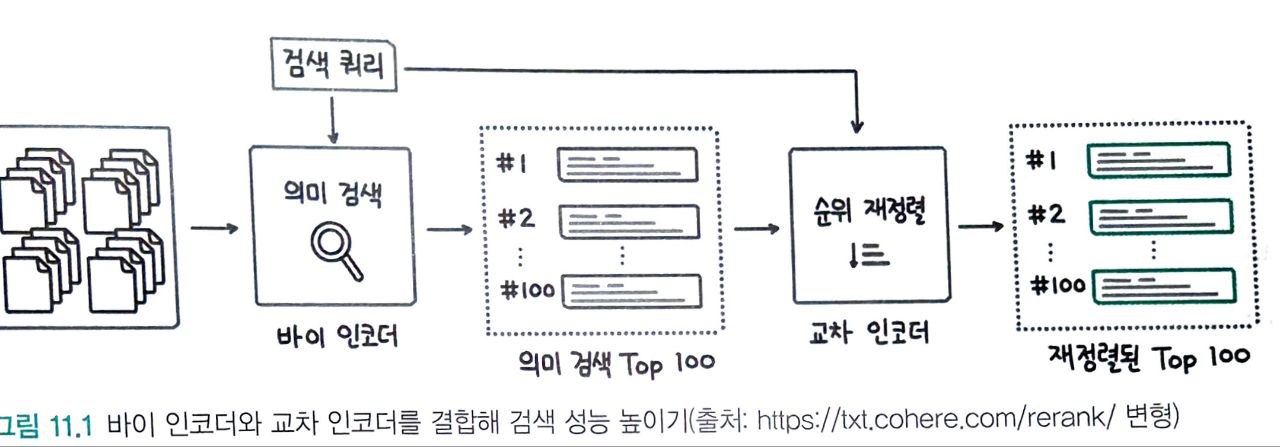 검색 쿼리
의미 검색
바이 인코더
#1
#2
#100
의미 검색 Top 100
순위 재정렬
교차 인코더
#1
#2
#100
재정렬된 Top 100
그림 11.1 바이 인코더와 교차 인코더를 결합해 검색 성능 높이기(출처: https://txt.cohere.com/rerank/ 변형)